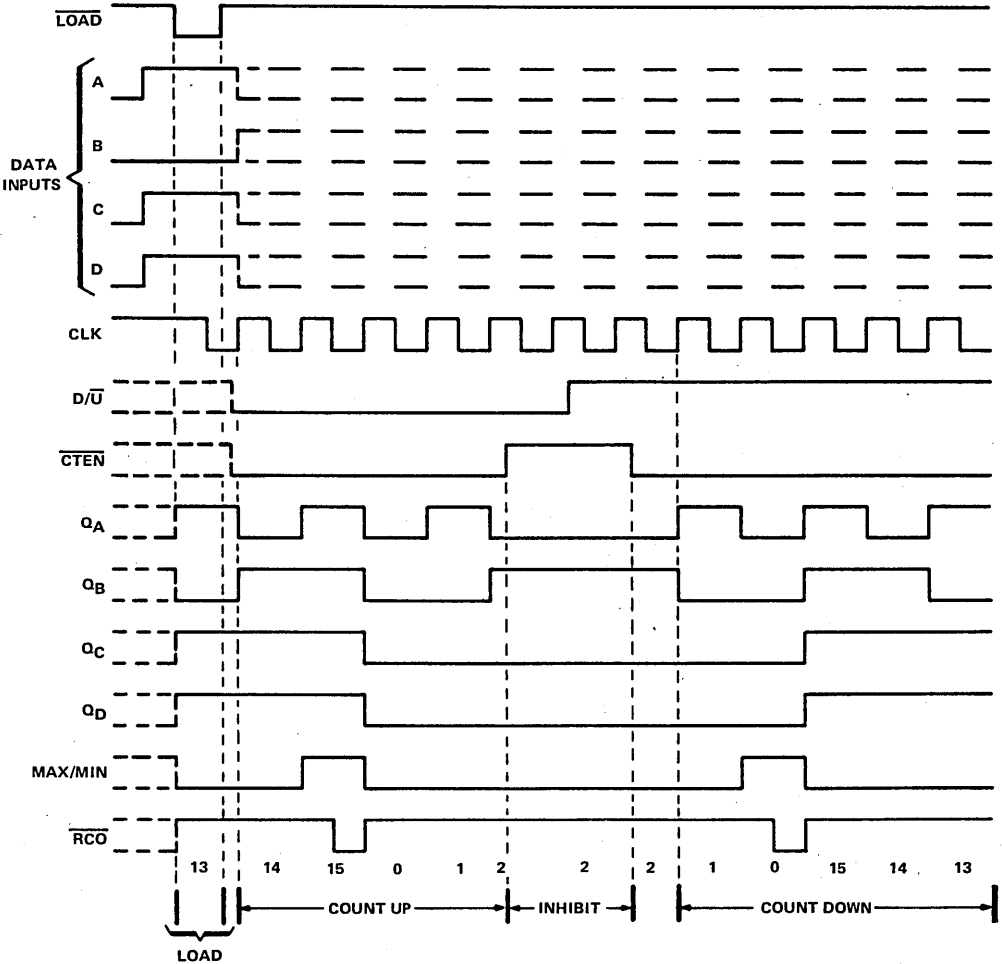 LOAD
A
B
DATA
INPUTS
C
D
CLK
D/U
CTEN
QA
QB
QC
QD
MAX/MIN
RCO
13 14 15 0 1 2 2 2 1 0 15 14 13
COUNT UP INHIBIT COUNT DOWN
LOAD